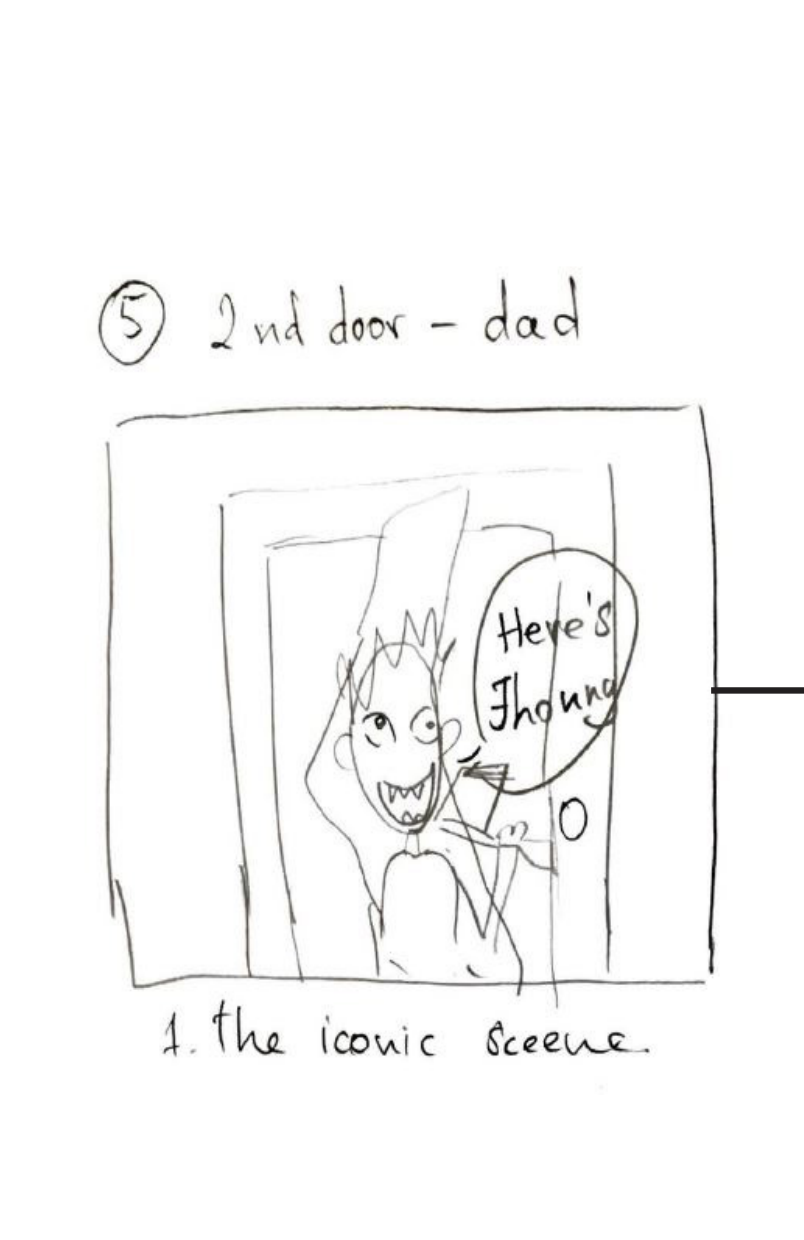 ⑤ 2nd door - dad
Here's
Jhonny
1. the iconic sceene.